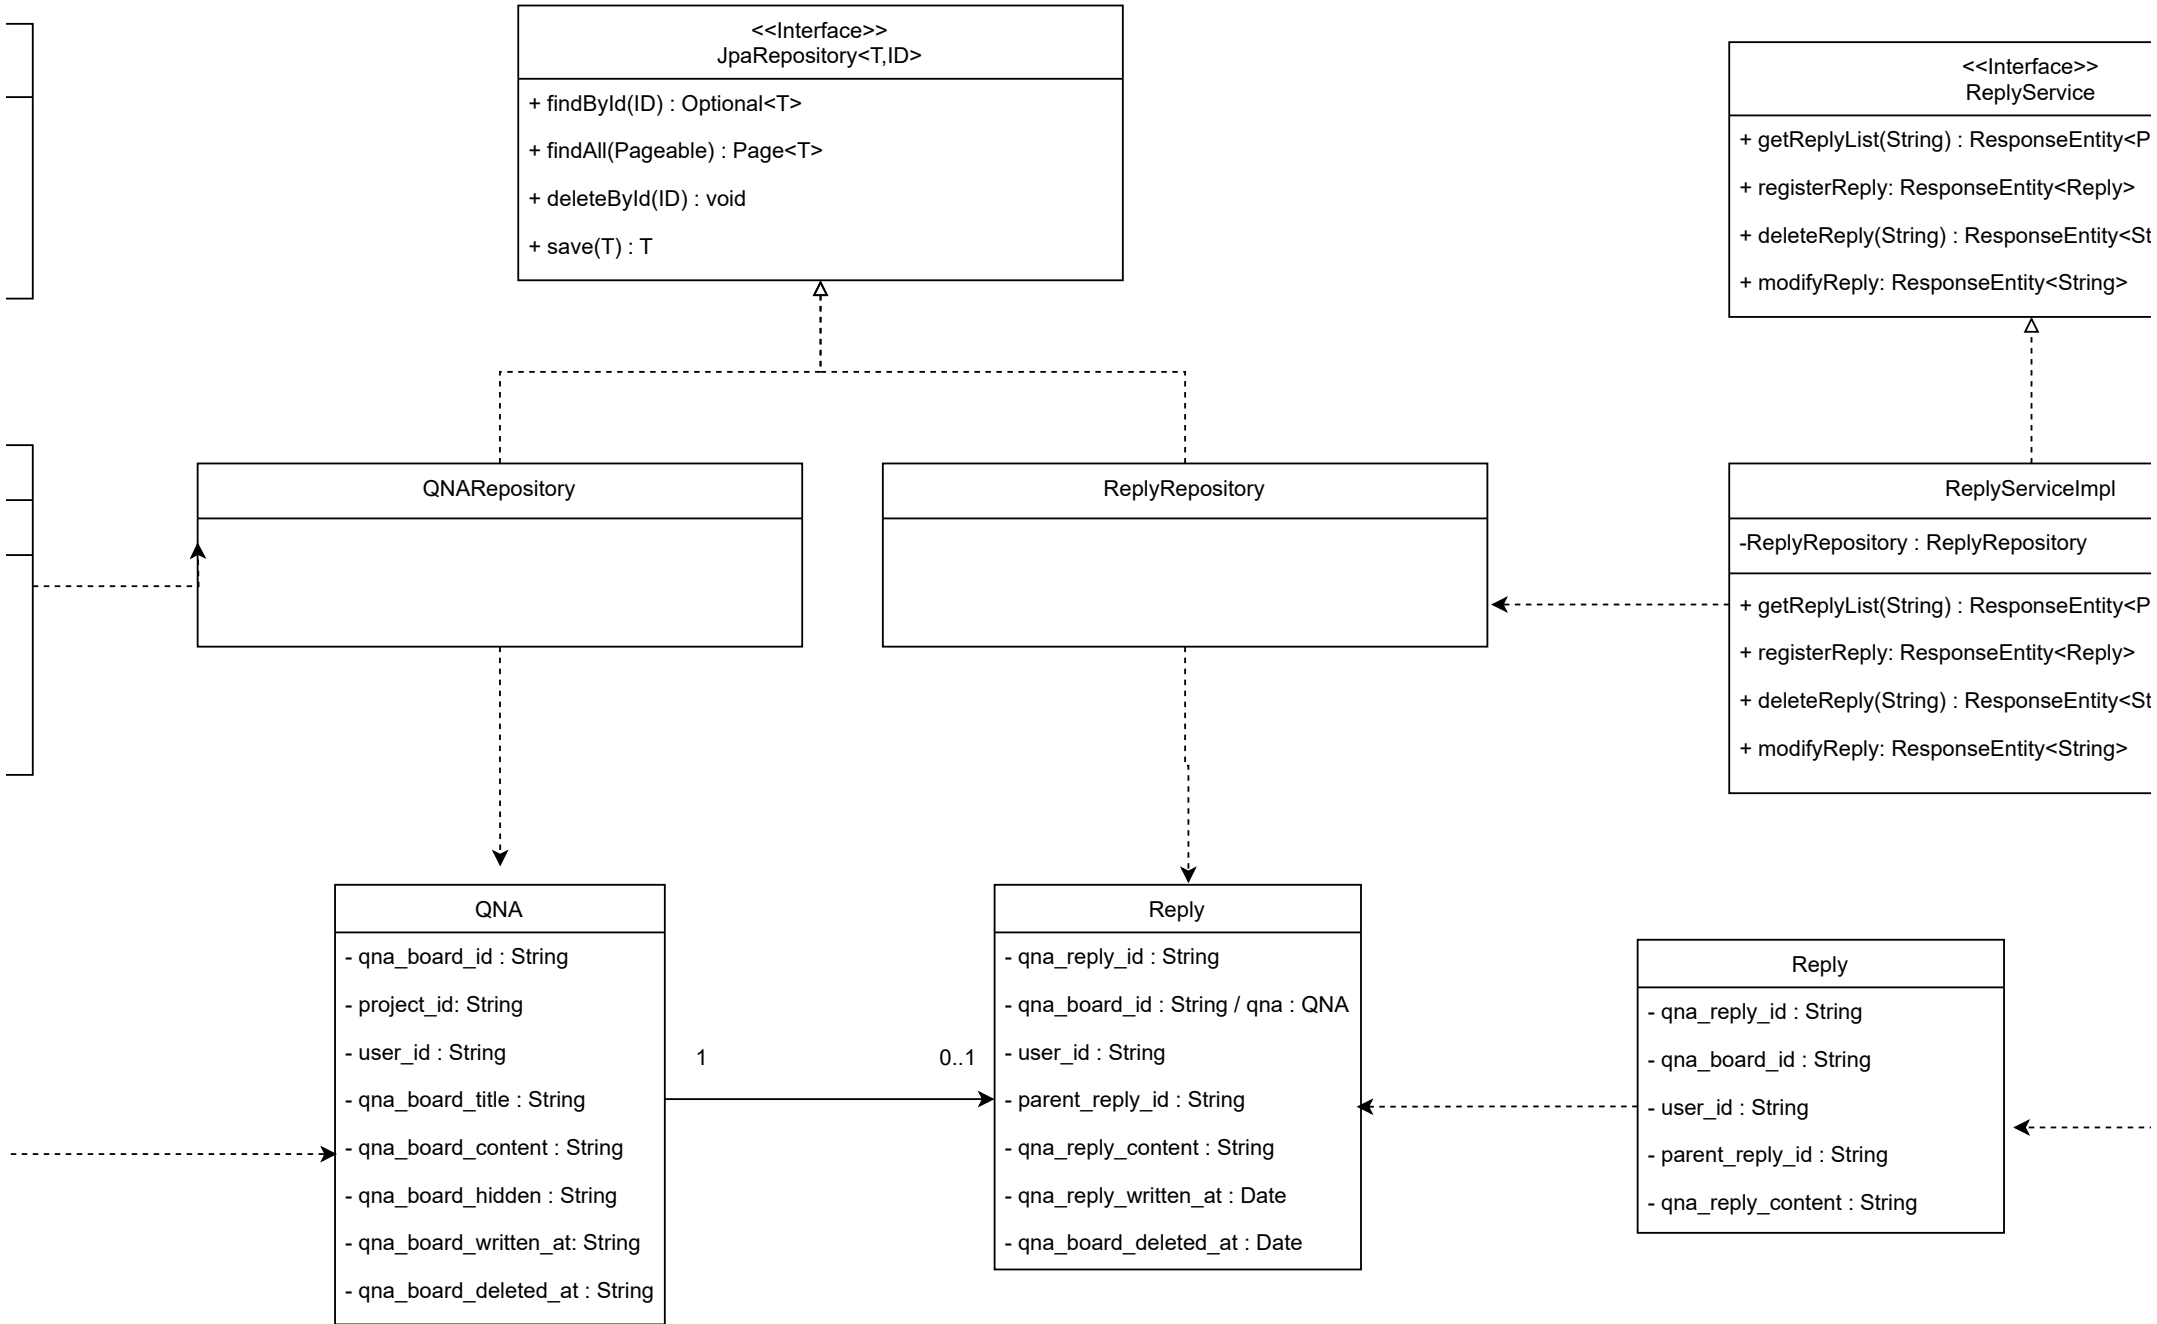 <<Interface>>
JpaRepository<T,ID>
+ findById(ID) : Optional<T>
+ findAll(Pageable) : Page<T>
+ deleteById(ID) : void
+ save(T) : T
<<Interface>>
ReplyService
+ getReplyList(String) : ResponseEntity<P
+ registerReply: ResponseEntity<Reply>
+ deleteReply(String) : ResponseEntity<St
+ modifyReply: ResponseEntity<String>
QNARepository
ReplyRepository
ReplyServiceImpl
-ReplyRepository : ReplyRepository
+ getReplyList(String) : ResponseEntity<P
+ registerReply: ResponseEntity<Reply>
+ deleteReply(String) : ResponseEntity<St
+ modifyReply: ResponseEntity<String>
QNA
- qna_board_id : String
- project_id: String
- user_id : String
- qna_board_title : String
- qna_board_content : String
- qna_board_hidden : String
- qna_board_written_at: String
- qna_board_deleted_at : String
1
0..1
Reply
- qna_reply_id : String
- qna_board_id : String / qna : QNA
- user_id : String
- parent_reply_id : String
- qna_reply_content : String
- qna_reply_written_at : Date
- qna_board_deleted_at : Date
Reply
- qna_reply_id : String
- qna_board_id : String
- user_id : String
- parent_reply_id : String
- qna_reply_content : String